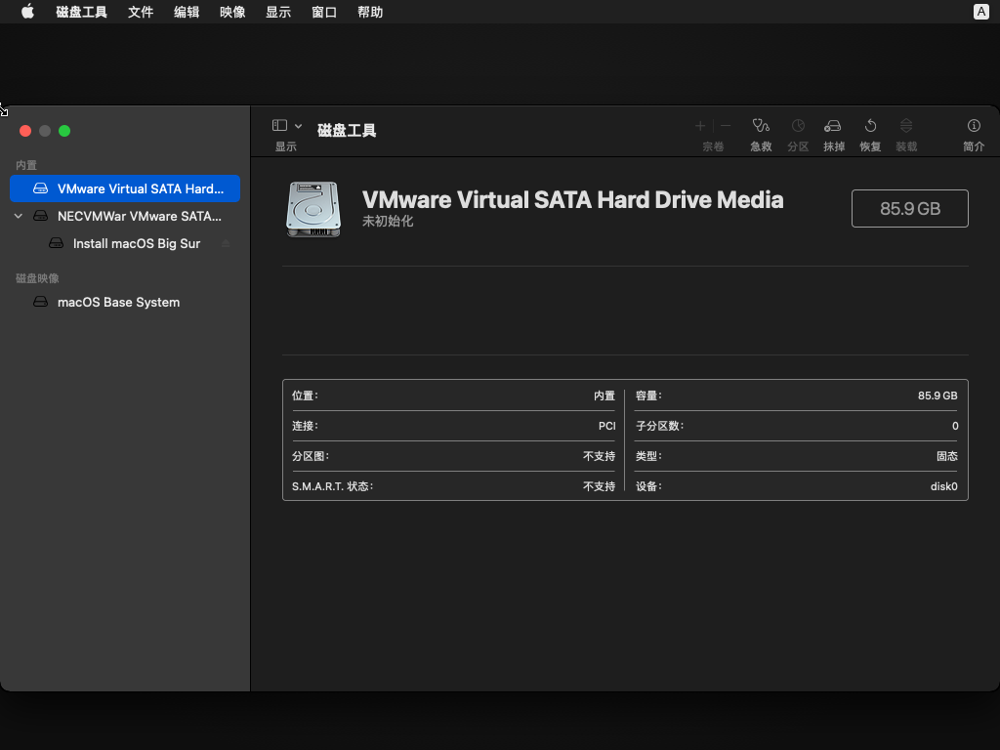 磁盘工具 文件 编辑 映像 显示 窗口 帮助 A
显示
磁盘工具
宗卷 急救 分区 抹掉 恢复 装载 简介
内置
VMware Virtual SATA Hard...
NECVMWar VMware SATA...
Install macOS Big Sur
磁盘映像
macOS Base System
VMware Virtual SATA Hard Drive Media
未初始化
85.9 GB
位置： 内置
容量： 85.9 GB
连接： PCI
子分区数： 0
分区图： 不支持
类型： 固态
S.M.A.R.T. 状态： 不支持
设备： disk0